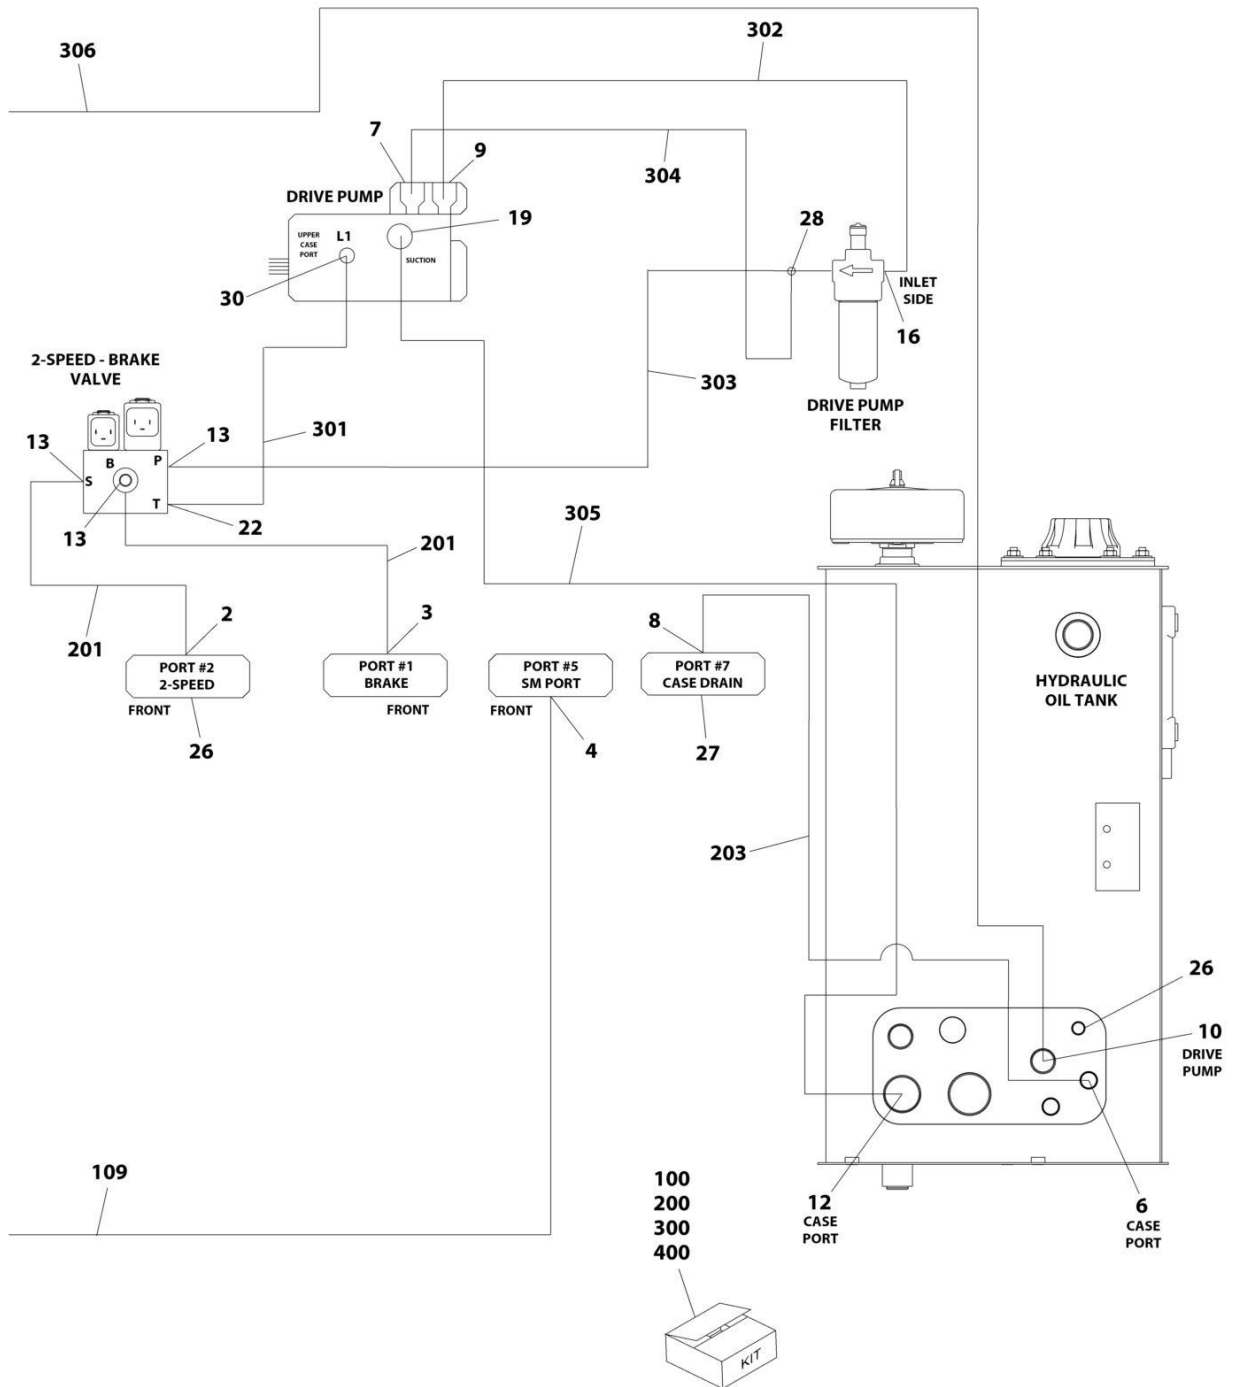 302
306
7
9
304
DRIVE PUMP
19
28
UPPER
CASE
PORT
L1
SUCTION
INLET
SIDE
30
16
2-SPEED - BRAKE
VALVE
303
DRIVE PUMP
FILTER
301
13
13
B
P
S
T
13
22
305
201
201
2
3
8
PORT #2
2-SPEED
PORT #1
BRAKE
PORT #5
SM PORT
PORT #7
CASE DRAIN
HYDRAULIC
OIL TANK
FRONT
FRONT
FRONT
26
4
27
203
26
10
DRIVE
PUMP
109
100
200
300
400
12
CASE
PORT
6
CASE
PORT
KIT